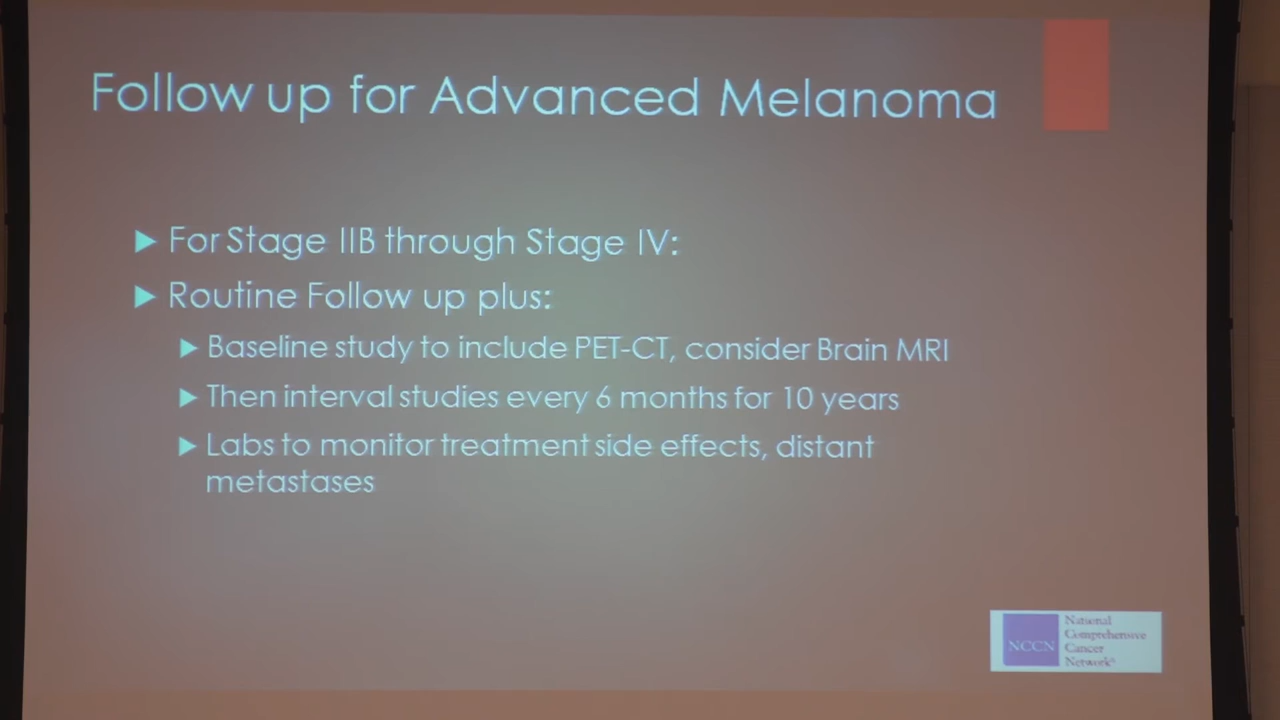 Follow up for Advanced Melanoma
For Stage IIB through Stage IV:
Routine Follow up plus:
Baseline study to include PET-CT, consider Brain MRI
Then interval studies every 6 months for 10 years
Labs to monitor treatment side effects, distant
metastases
NCCN
National
Comprehensive
Cancer
Network®